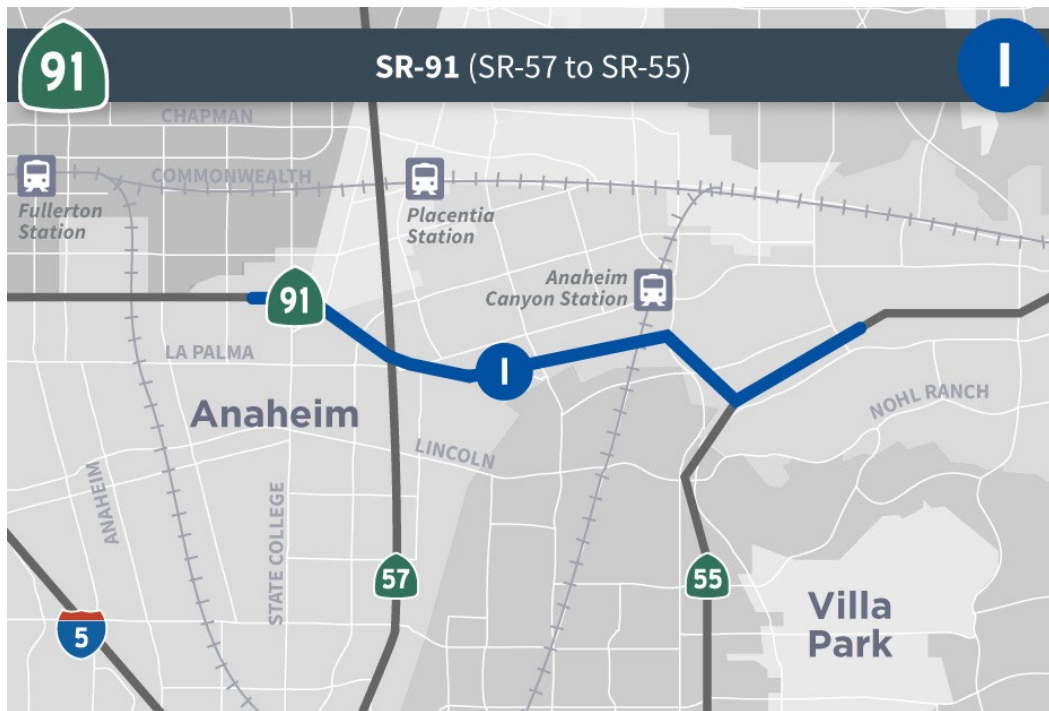 91
SR-91 (SR-57 to SR-55)
I
CHAPMAN
COMMONWEALTH
Fullerton
Station
Placentia
Station
Anaheim
Canyon Station
91
LA PALMA
I
Anaheim
NOHL RANCH
LINCOLN
ANAHEIM
STATE COLLEGE
57
55
5
Villa
Park